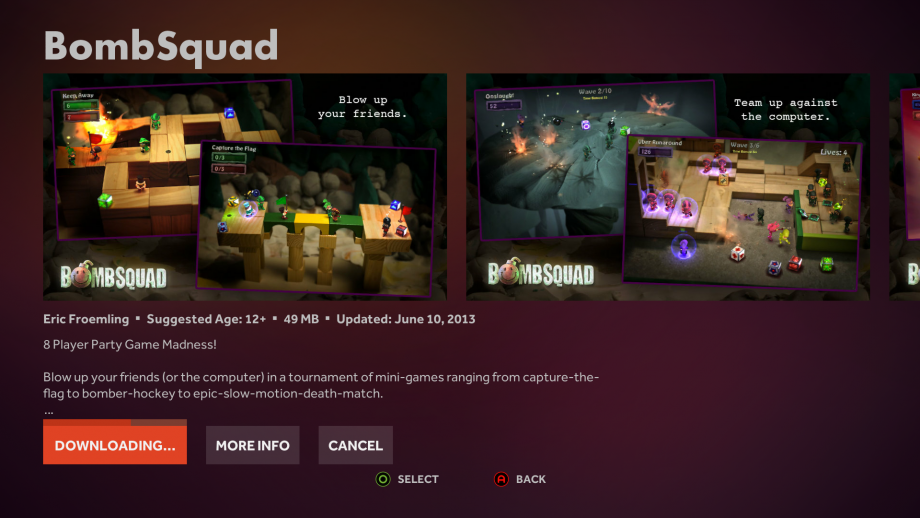 BombSquad
Keep Away
Blow up
your friends.
Capture the Flag
0/3
0/3
BOMBSQUAD
Onslaught
52
Wave 2/10
Team up against
the computer.
Uber Runaround
128
Wave 3/6
Lives: 4
BOMBSQUAD
Eric Froemling ▪ Suggested Age: 12+ ▪ 49 MB ▪ Updated: June 10, 2013
8 Player Party Game Madness!
Blow up your friends (or the computer) in a tournament of mini-games ranging from capture-the-
flag to bomber-hockey to epic-slow-motion-death-match.
...
DOWNLOADING...
MORE INFO
CANCEL
O SELECT
A BACK